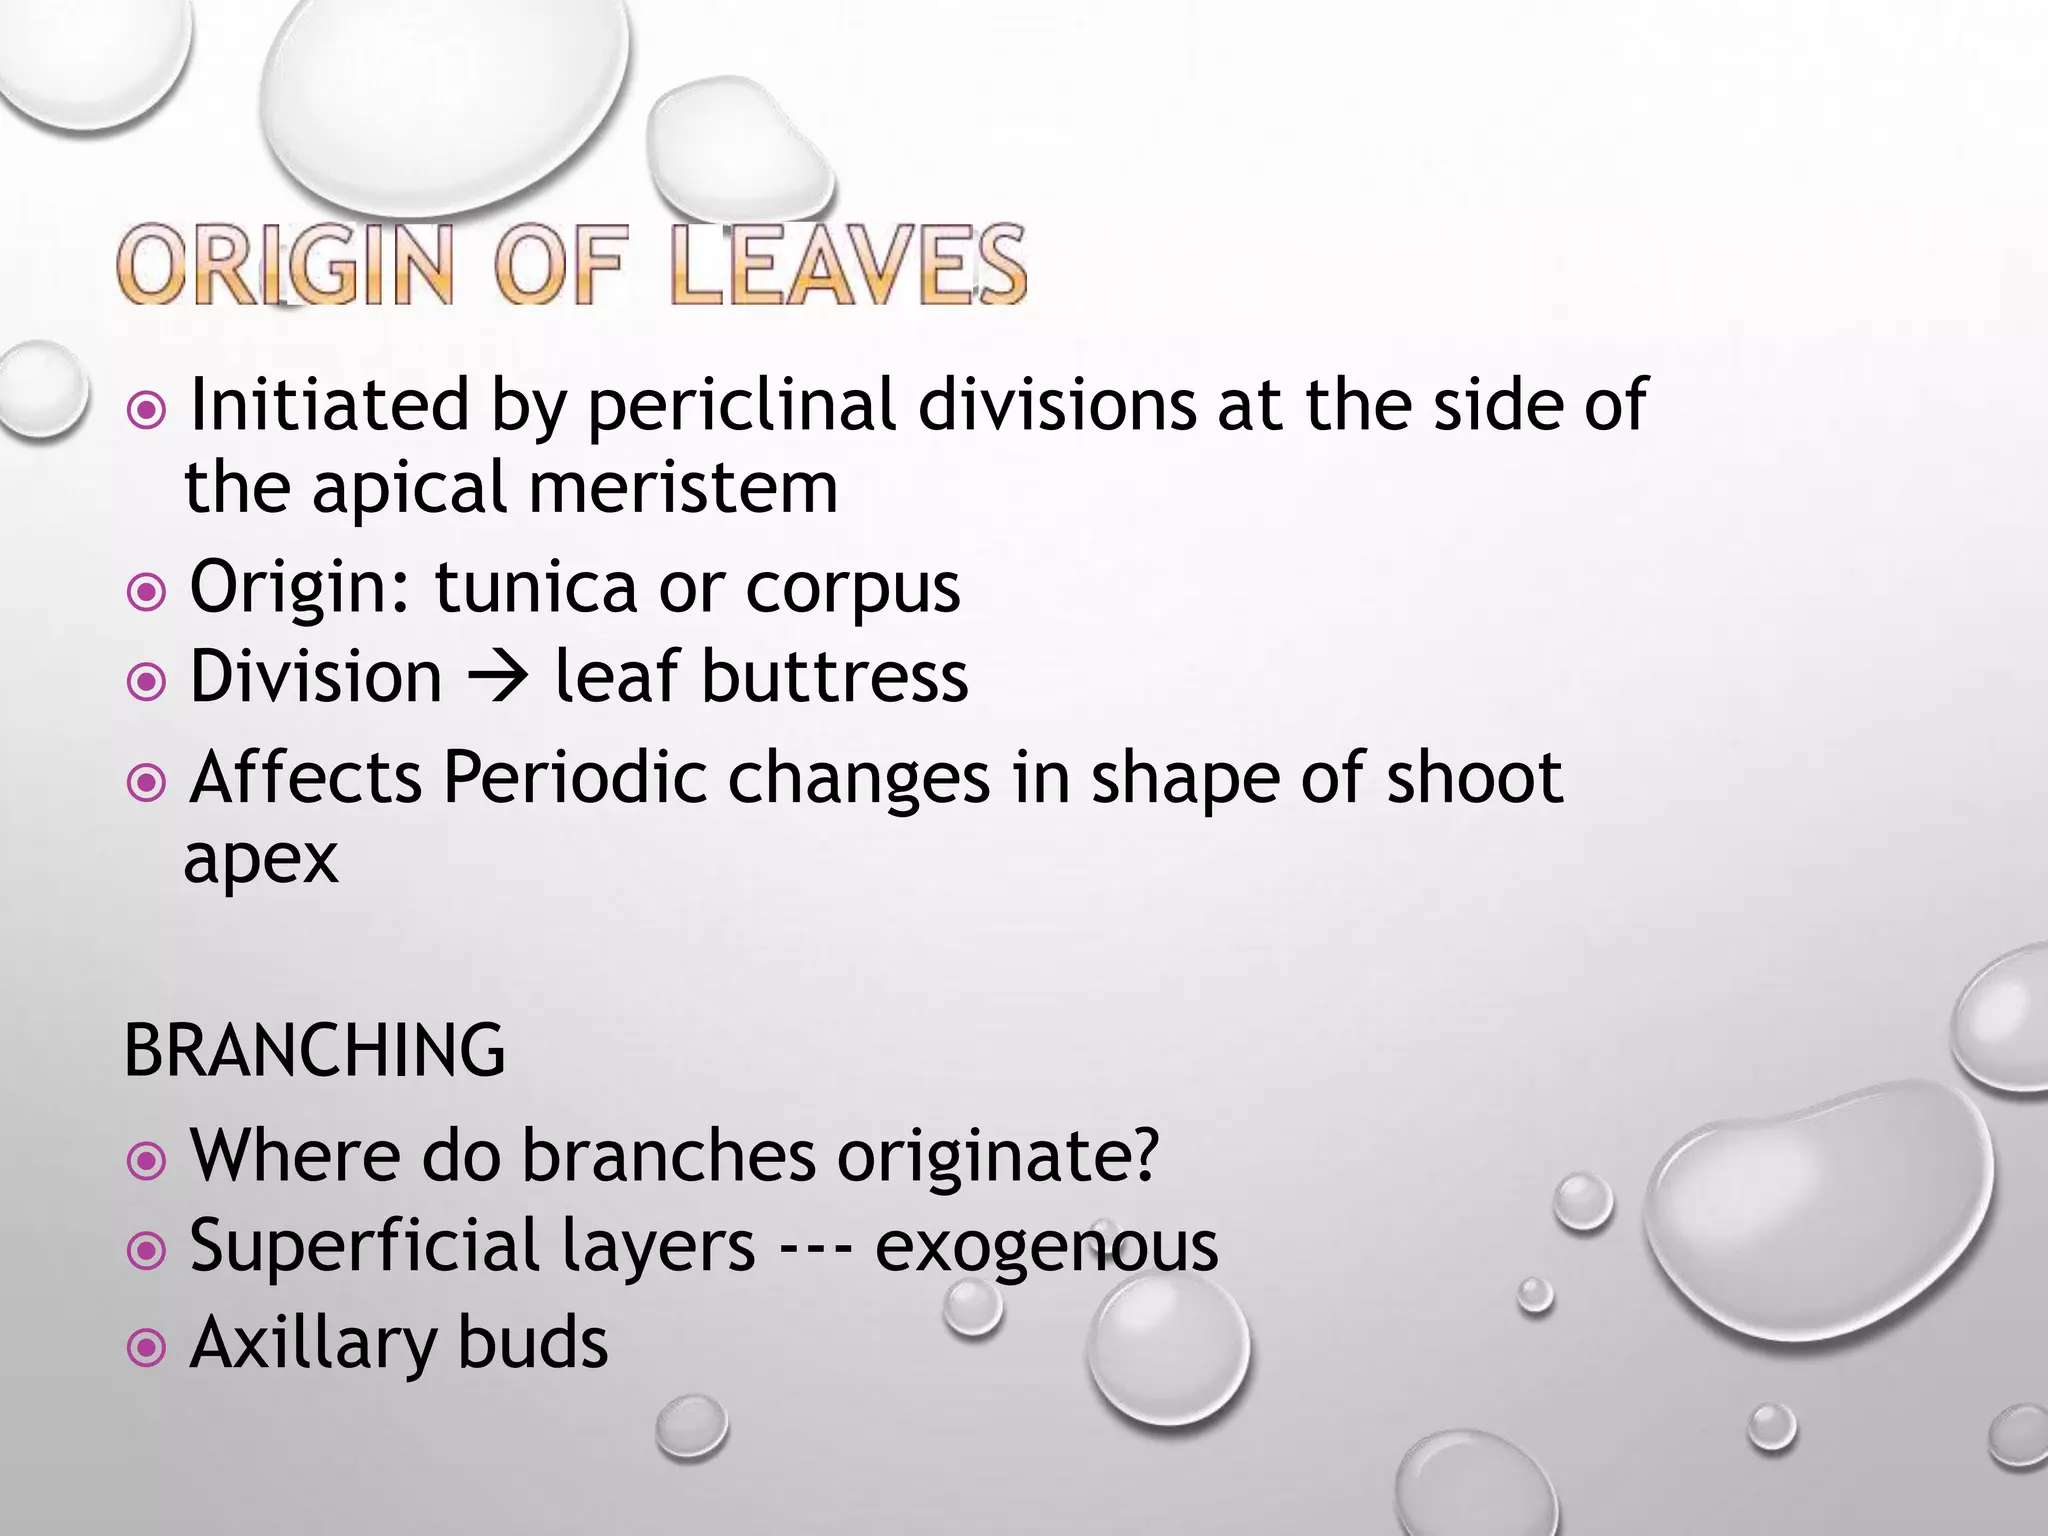 ORIGIN OF LEAVES
Initiated by periclinal divisions at the side of
the apical meristem
Origin: tunica or corpus
Division → leaf buttress
Affects Periodic changes in shape of shoot
apex
BRANCHING
Where do branches originate?
Superficial layers --- exogenous
Axillary buds